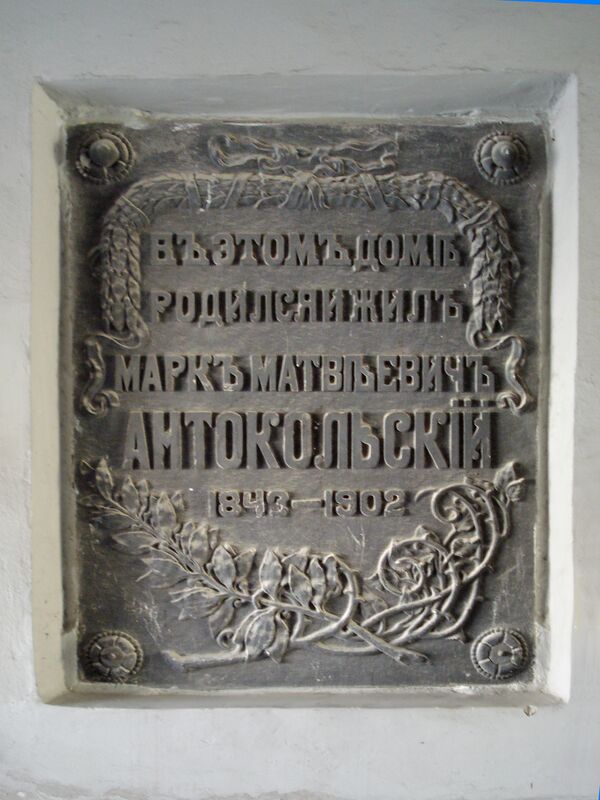 ВЪ ЭТОМЪ ДОМѢ
РОДИЛСЯ И ЖИЛЪ
МАРКЪ МАТВѢЕВИЧЪ
АНТОКОЛЬСКІЙ
1843—1902